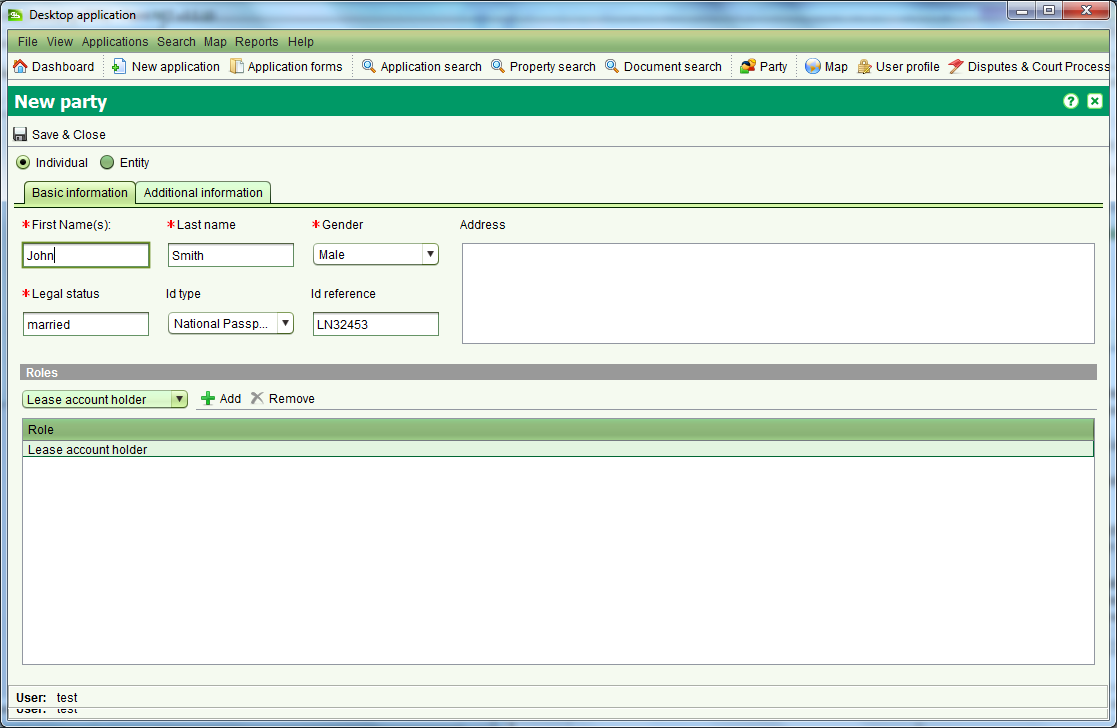 Desktop application
File View Applications Search Map Reports Help
Dashboard New application Application forms Application search Property search Document search Party Map User profile Disputes & Court Process
New party
Save & Close
Individual Entity
Basic information Additional information
*First Name(s): *Last name *Gender Address
John Smith Male
*Legal status Id type Id reference
married National Passp... LN32453
Roles
Lease account holder Add Remove
Role
Lease account holder
User: test
User: test